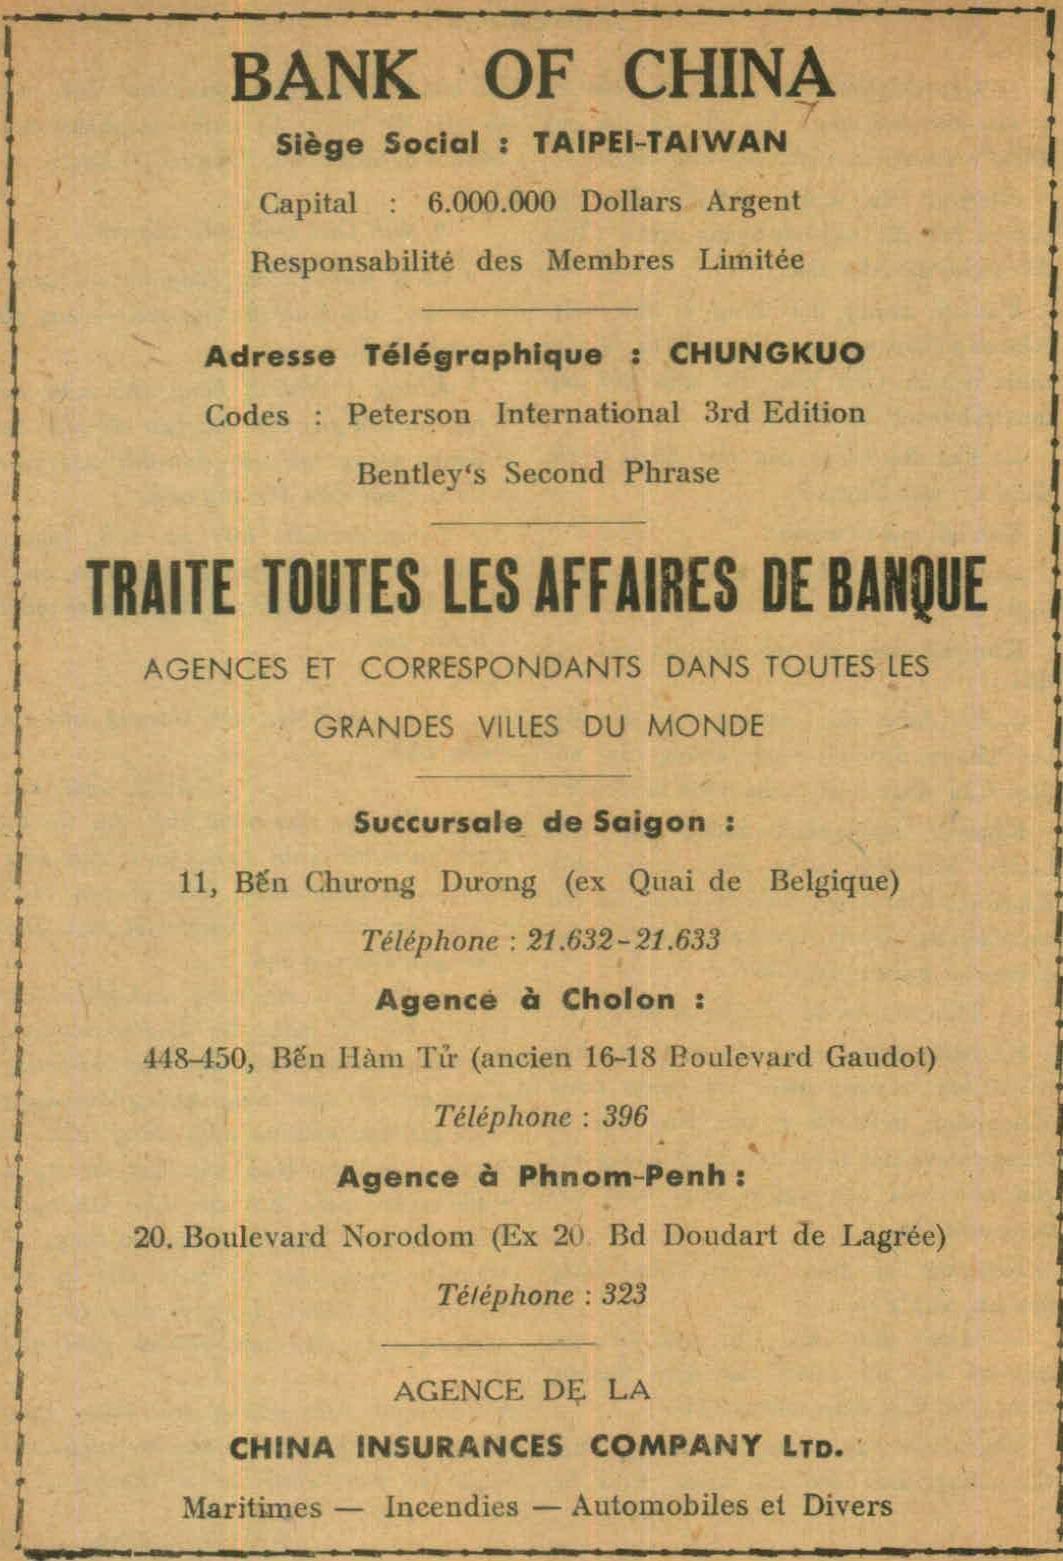 BANK OF CHINA
Siège Social : TAIPEI-TAIWAN
Capital : 6.000.000 Dollars Argent
Responsabilité des Membres Limitée
Adresse Télégraphique : CHUNGKUO
Codes : Peterson International 3rd Edition
Bentley‘s Second Phrase
TRAITE TOUTES LES AFFAIRES DE BANQUE
AGENCES ET CORRESPONDANTS DANS TOUTES LES
GRANDES VILLES DU MONDE
Succursale de Saigon :
11, Bến Chương Dương (ex Quai de Belgique)
Téléphone : 21.632-21.633
Agence à Cholon :
448-450, Bến Hàm Tử (ancien 16-18 Boulevard Gaudot)
Téléphone : 396
Agence à Phnom-Penh :
20. Boulevard Norodom (Ex 20 Bd Doudart de Lagrée)
Téléphone : 323
AGENCE DE LA
CHINA INSURANCES COMPANY LTD.
Maritimes — Incendies — Automobiles et Divers